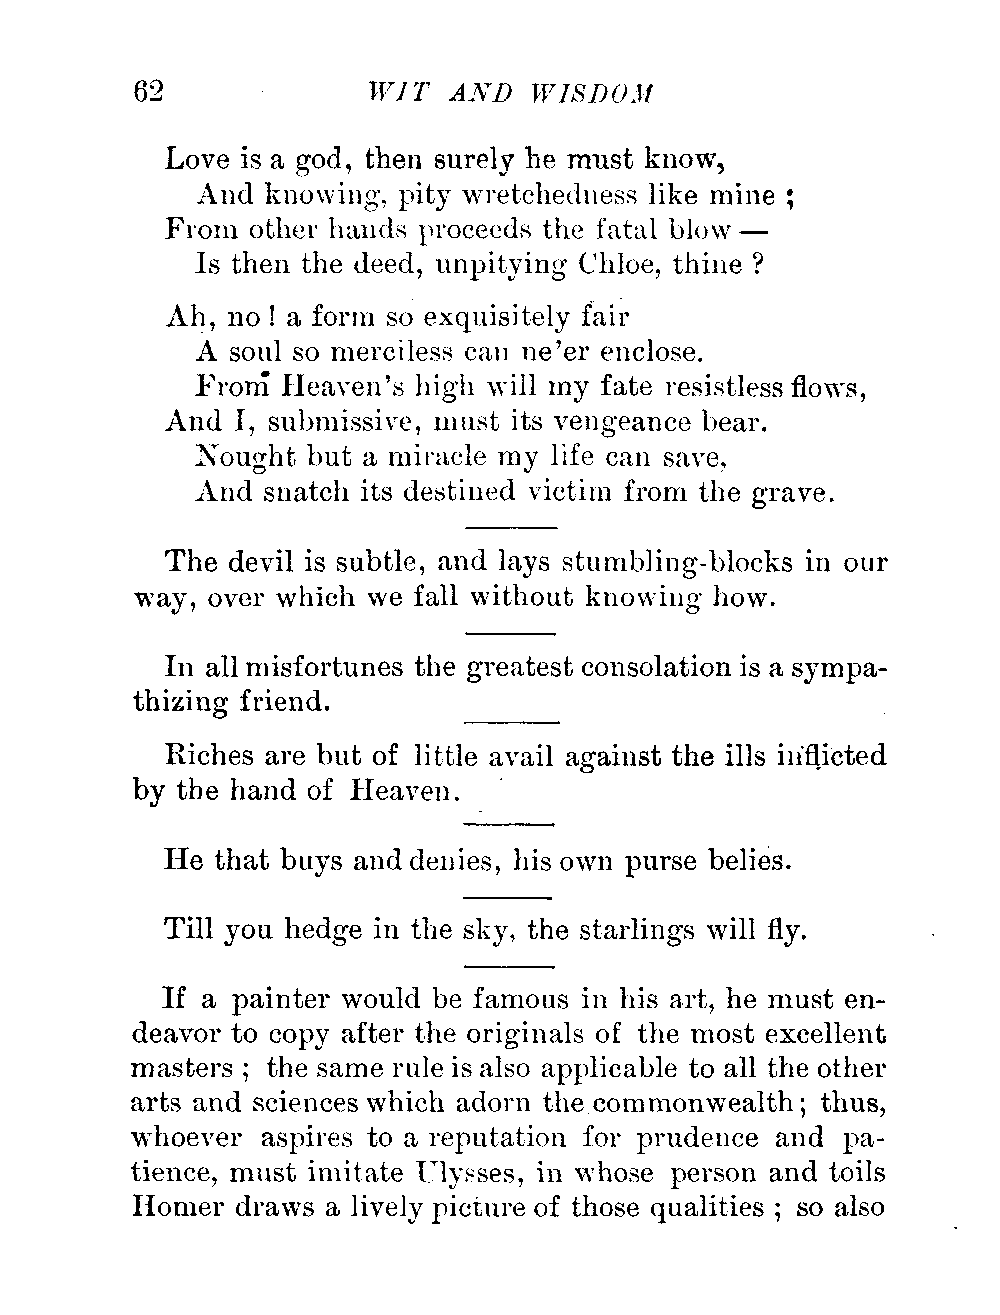 62 WIT AND WISDOM
Love is a god, then surely he must know,
And knowing, pity wretchedness like mine ;
From other hands proceeds the fatal blow —
Is then the deed, unpitying Chloe, thine ?
Ah, no ! a form so exquisitely fair
A soul so merciless can ne'er enclose.
From Heaven's high will my fate resistless flows,
And I, submissive, must its vengeance bear.
Nought but a miracle my life can save,
And snatch its destined victim from the grave.
The devil is subtle, and lays stumbling-blocks in our
way, over which we fall without knowing how.
In all misfortunes the greatest consolation is a sympa-
thizing friend.
Riches are but of little avail against the ills inflicted
by the hand of Heaven.
He that buys and denies, his own purse belies.
Till you hedge in the sky, the starlings will fly.
If a painter would be famous in his art, he must en-
deavor to copy after the originals of the most excellent
masters ; the same rule is also applicable to all the other
arts and sciences which adorn the commonwealth ; thus,
whoever aspires to a reputation for prudence and pa-
tience, must imitate Ulysses, in whose person and toils
Homer draws a lively picture of those qualities ; so also